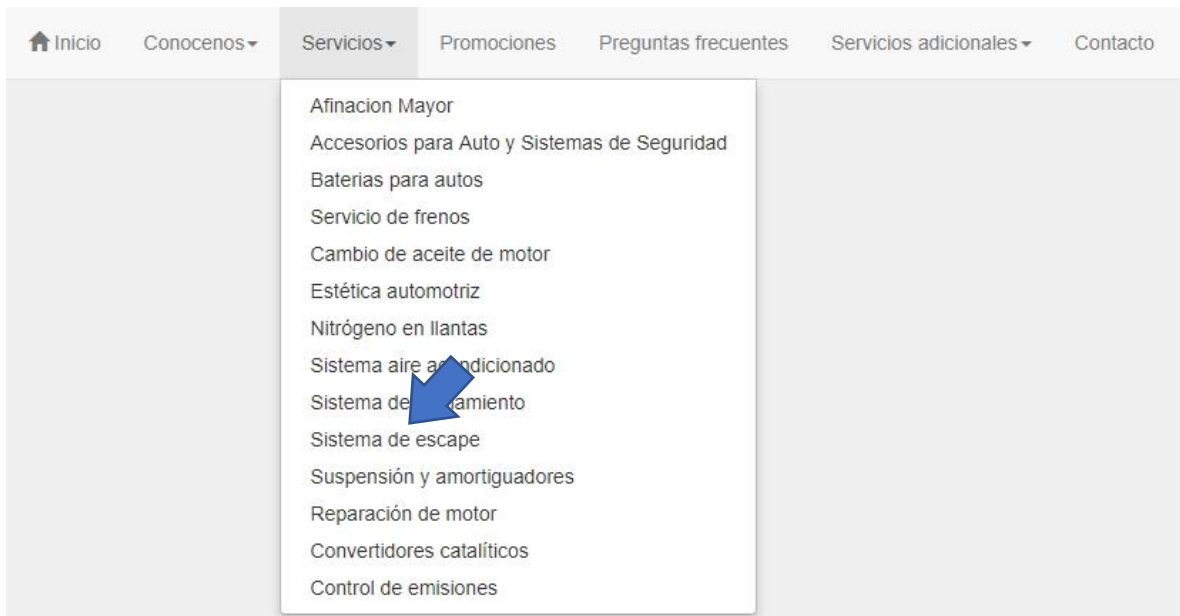 Inicio Conocenos Servicios Promociones Preguntas frecuentes Servicios adicionales Contacto
Afinacion Mayor
Accesorios para Auto y Sistemas de Seguridad
Baterias para autos
Servicio de frenos
Cambio de aceite de motor
Estética automotriz
Nitrógeno en llantas
Sistema aire acondicionado
Sistema de
Sistema de escape
Suspensión y amortiguadores
Reparación de motor
Convertidores catalíticos
Control de emisiones